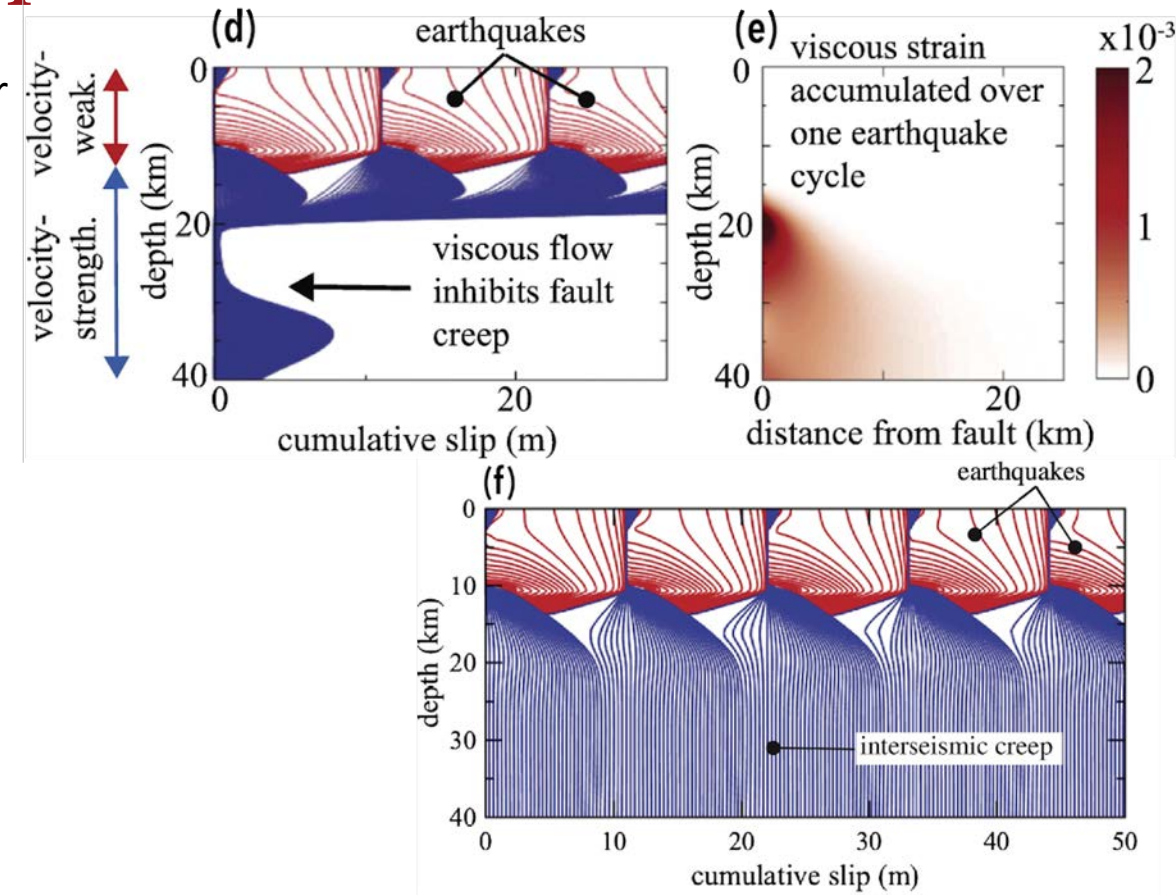 (d)
earthquakes
velocity-
weak.
velocity-
strength.
depth (km)
0
20
40
viscous flow
inhibits fault
creep
0
20
cumulative slip (m)
(e)
viscous strain
accumulated over
one earthquake
cycle
x10⁻³
2
1
0
depth (km)
0
20
40
0
20
distance from fault (km)
(f)
earthquakes
depth (km)
0
10
20
30
40
interseismic creep
0
10
20
30
40
50
cumulative slip (m)